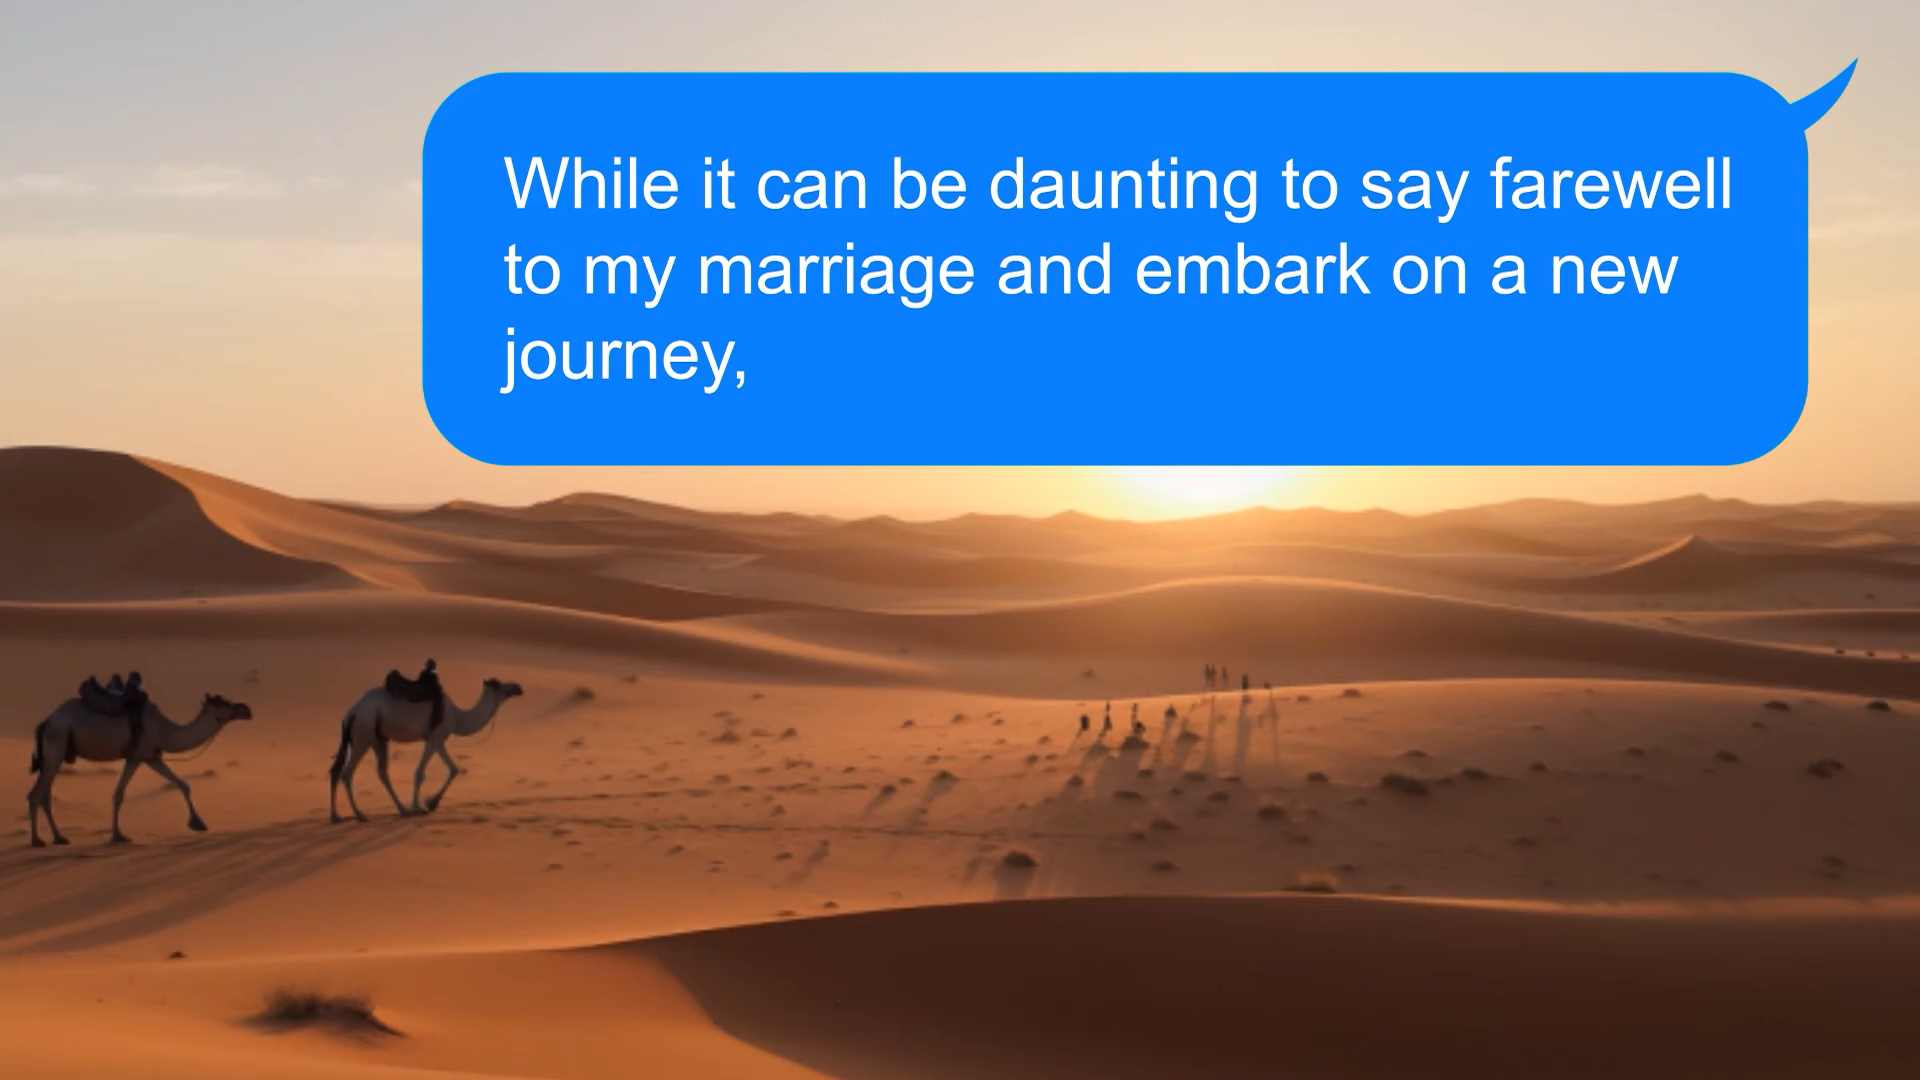 While it can be daunting to say farewell
to my marriage and embark on a new
journey,